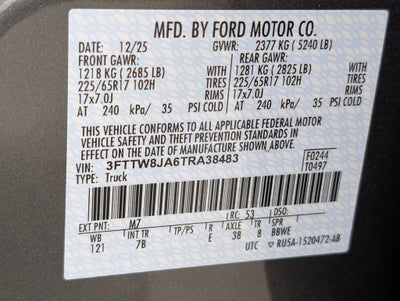 MFD. BY FORD MOTOR CO.
DATE: 12/25 GVWR: 2377 KG ( 5240 LB)
FRONT GAWR: REAR GAWR:
1218 KG ( 2685 LB) WITH 1281 KG ( 2825 LB) WITH
225/65R17 102H TIRES 225/65R17 102H TIRES
17x7.0J RIMS 17x7.0J RIMS
AT 240 kPa/ 35 PSI COLD AT 240 kPa/ 35 PSI COLD
THIS VEHICLE CONFORMS TO ALL APPLICABLE FEDERAL MOTOR
VEHICLE SAFETY AND THEFT PREVENTION STANDARDS IN
EFFECT ON THE DATE OF MANUFACTURE SHOWN ABOVE.
VIN: 3FTTW8JA6TRA38483 F0244
TYPE: Truck T0497
EXT PNT: M7 RC: 53 DSO:
WB BRK INT TR TP/PS R AXLE TR SPR
121 7B E 38 8 BBWE
UTC RU5A-1520472-AB